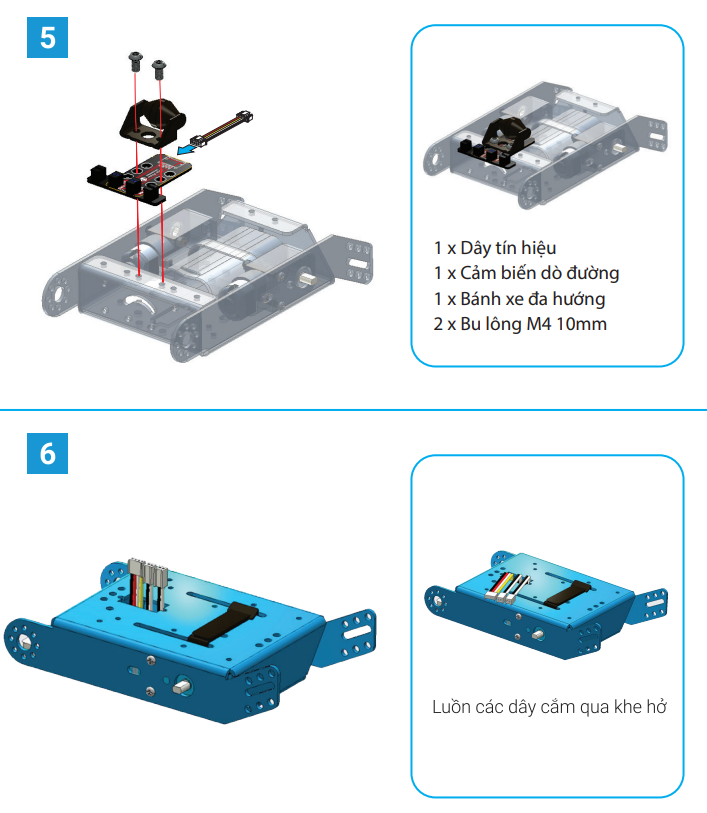 5
1 x Dây tín hiệu
1 x Cảm biến dò đường
1 x Bánh xe đa hướng
2 x Bu lông M4 10mm
6
Luồn các dây cắm qua khe hở